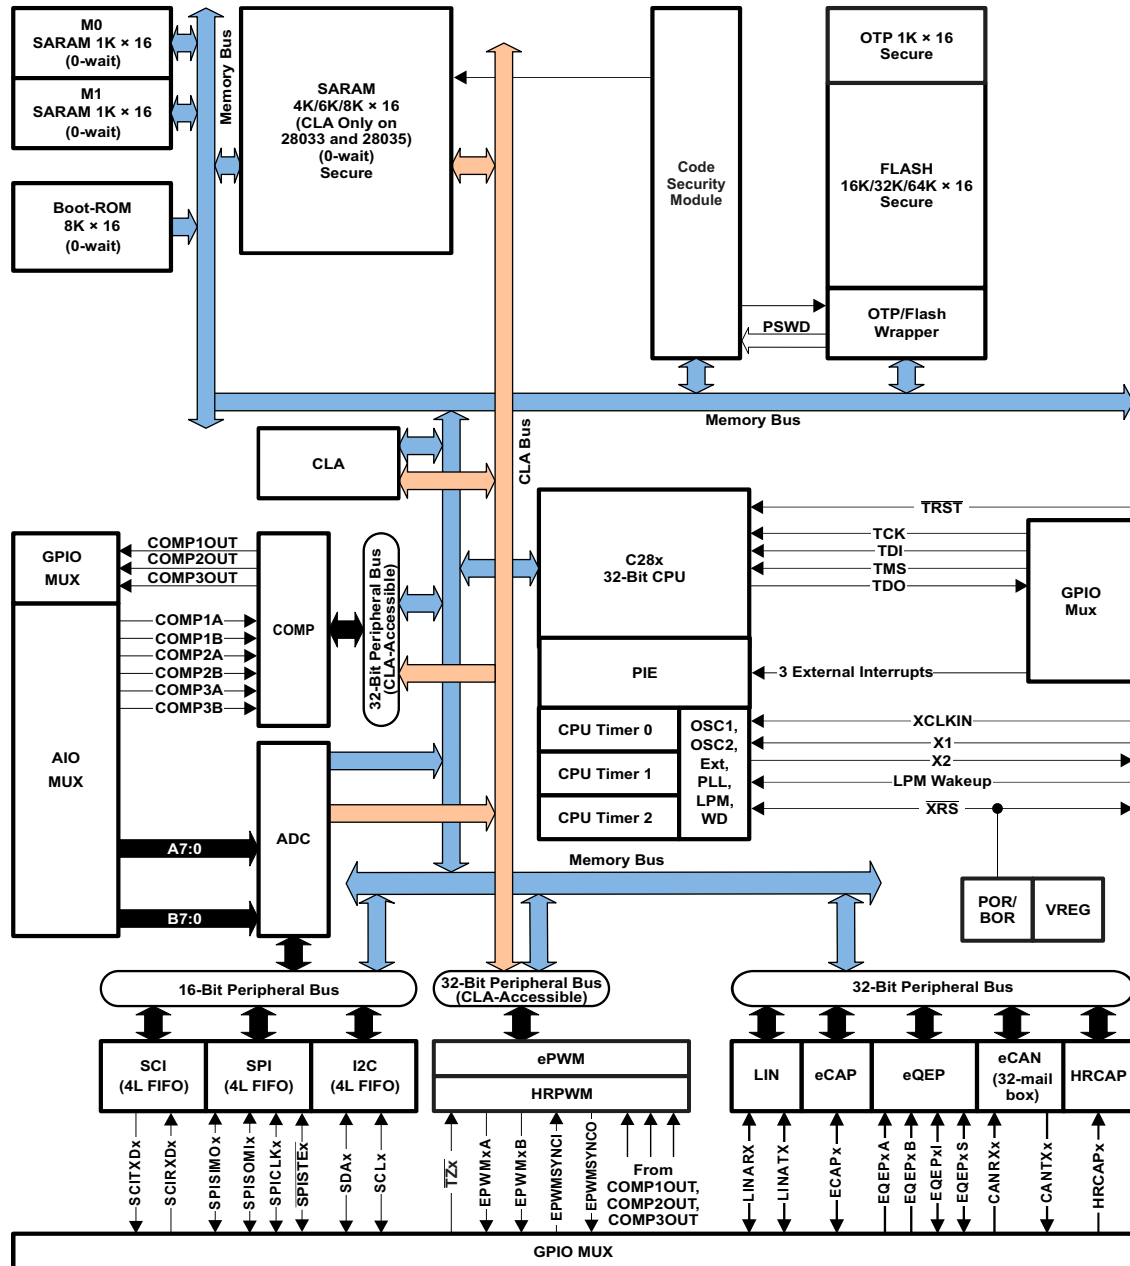 M0
SARAM 1K × 16
(0-wait)
M1
SARAM 1K × 16
(0-wait)
Boot-ROM
8K × 16
(0-wait)
Memory Bus
SARAM
4K/6K/8K × 16
(CLA Only on
28033 and 28035)
(0-wait)
Secure
Code
Security
Module
OTP 1K × 16
Secure
FLASH
16K/32K/64K × 16
Secure
OTP/Flash
Wrapper
PSWD
Memory Bus
CLA Bus
CLA
C28x
32-Bit CPU
TRST
TCK
TDI
TMS
TDO
GPIO
Mux
PIE
3 External Interrupts
CPU Timer 0
CPU Timer 1
CPU Timer 2
OSC1,
OSC2,
Ext,
PLL,
LPM,
WD
XCLKIN
X1
X2
LPM Wakeup
XRS
POR/
BOR
VREG
GPIO
MUX
COMP1OUT
COMP2OUT
COMP3OUT
COMP
32-Bit Peripheral Bus
(CLA-Accessible)
AIO
MUX
COMP1A
COMP1B
COMP2A
COMP2B
COMP3A
COMP3B
ADC
A7:0
B7:0
Memory Bus
16-Bit Peripheral Bus
32-Bit Peripheral Bus
(CLA-Accessible)
32-Bit Peripheral Bus
SCI
(4L FIFO)
SPI
(4L FIFO)
I2C
(4L FIFO)
ePWM
HRPWM
LIN
eCAP
eQEP
eCAN
(32-mail
box)
HRCAP
SCITXDx
SCIRXDx
SPISIMOx
SPISOMIx
SPICLKx
SPISTEx
SDAx
SCLx
TZx
EPWMxA
EPWMxB
EPWMSYNCI
EPWMSYNCO
From
COMP1OUT,
COMP2OUT,
COMP3OUT
LINARX
LINATX
ECAPx
EQEPxA
EQEPxB
EQEPxI
EQEPxS
CANRXx
CANTXx
HRCAPx
GPIO MUX